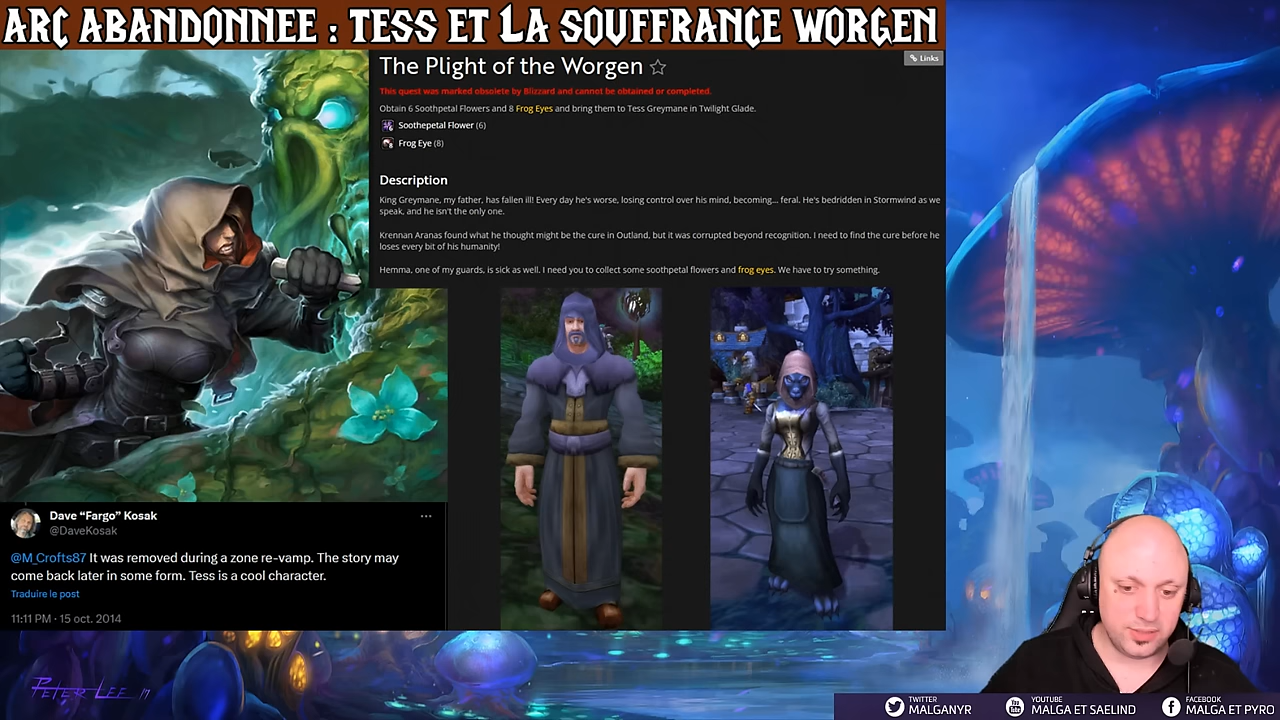 ARC ABANDONNEE : TESS ET LA SOUFFRANCE WORGEN
Links
The Plight of the Worgen
This quest was marked obsolete by Blizzard and cannot be obtained or completed.
Obtain 6 Soothpetal Flowers and 8 Frog Eyes and bring them to Tess Greymane in Twilight Glade.
Soothepetal Flower (6)
Frog Eye (8)
Description
King Greymane, my father, has fallen ill! Every day he's worse, losing control over his mind, becoming... feral. He's bedridden in Stormwind as we
speak, and he isn't the only one.
Krennan Aranas found what he thought might be the cure in Outland, but it was corrupted beyond recognition. I need to find the cure before he
loses every bit of his humanity!
Hemma, one of my guards, is sick as well. I need you to collect some soothpetal flowers and frog eyes. We have to try something.
Dave “Fargo” Kosak
@DaveKosak
@M_Crofts87 It was removed during a zone re-vamp. The story may
come back later in some form. Tess is a cool character.
Traduire le post
11:11 PM · 15 oct. 2014
PETER LEE
TWITTER
MALGANYR
YOUTUBE
MALGA ET SAELIND
FACEBOOK
MALGA ET PYRO